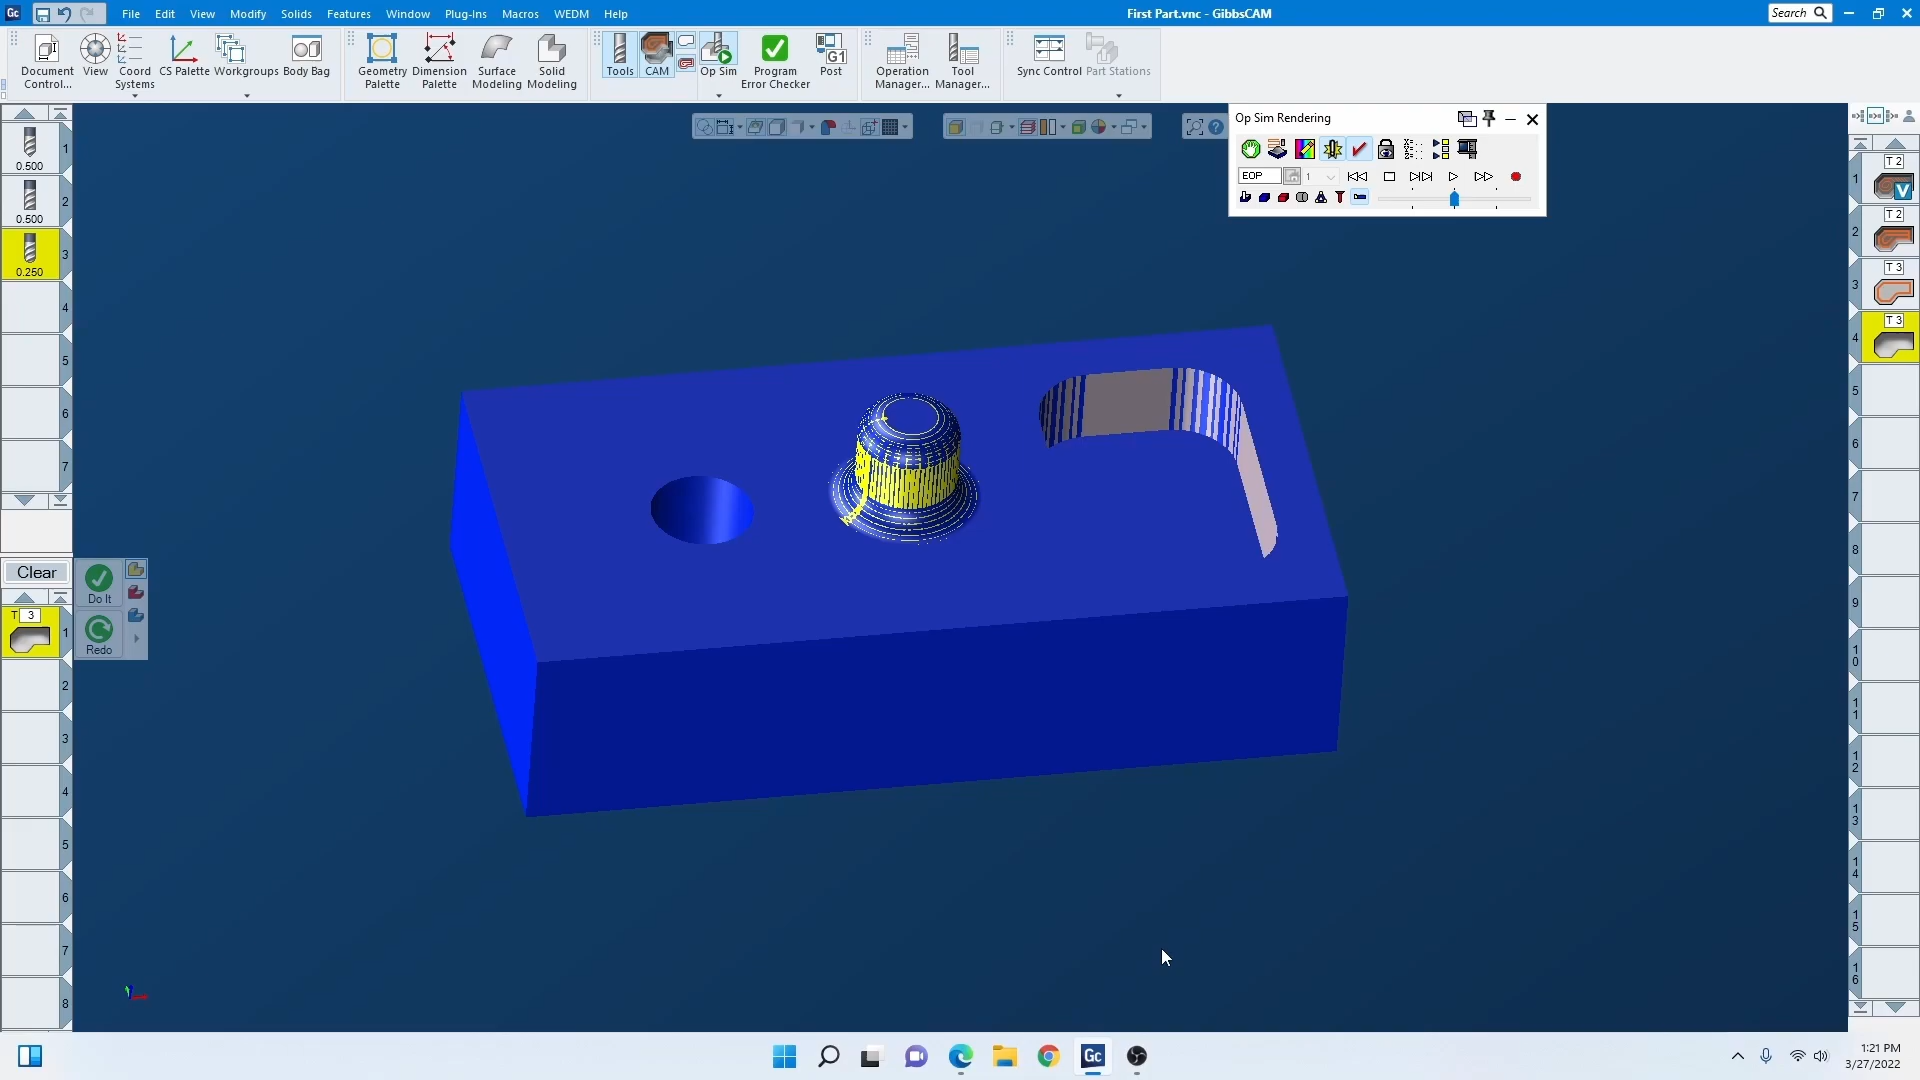 Gc
File Edit View Modify Solids Features Window Plug-Ins Macros WEDM Help
First Part.vnc - GibbsCAM
Search
Document Control...
View
Coord Systems
CS Palette
Workgroups
Body Bag
Geometry Palette
Dimension Palette
Surface Modeling
Solid Modeling
Tools
CAM
Op Sim
Program Error Checker
G1
Post
Operation Manager...
Tool Manager...
Sync Control
Part Stations
Op Sim Rendering
EOP
1
0.500
1
0.500
2
0.250
3
4
5
6
7
Clear
Do It
Redo
T 3
1
2
3
4
5
6
7
8
T 2
1
V
T 2
2
T 3
3
T 3
4
5
6
7
8
9
10
11
12
13
14
15
16
Gc
1:21 PM
3/27/2022